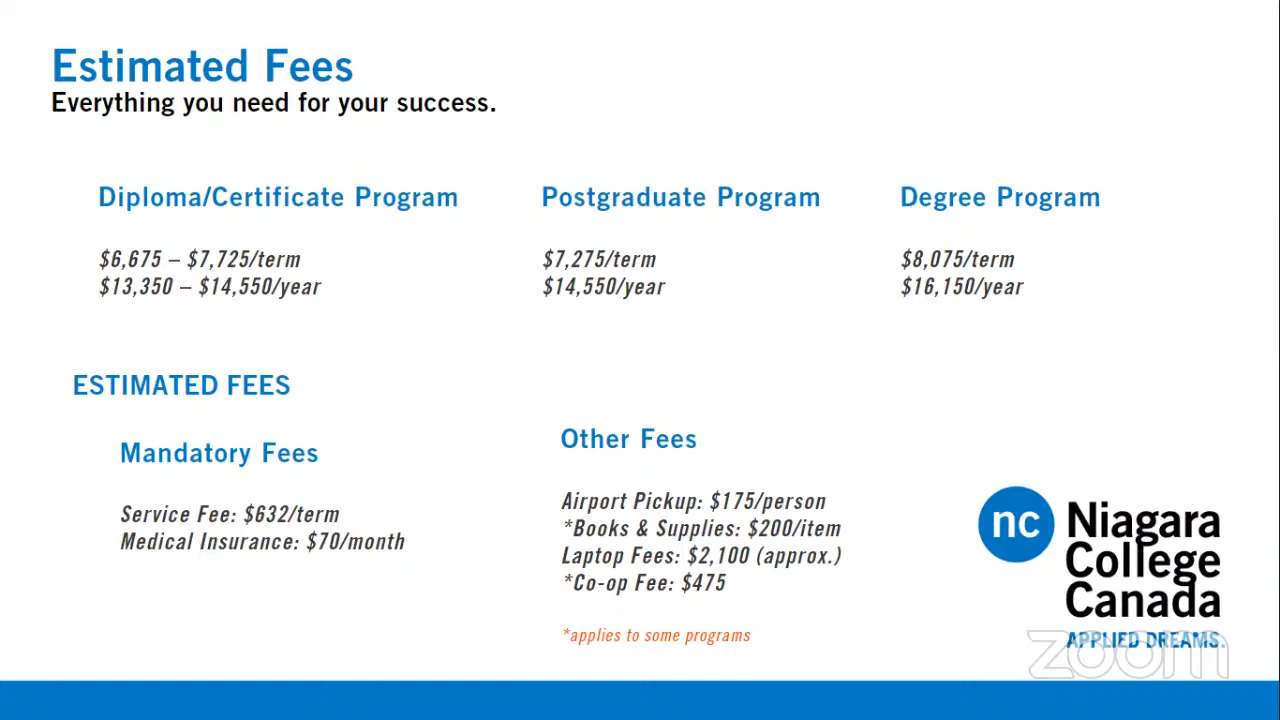 Estimated Fees
Everything you need for your success.
Diploma/Certificate Program
$6,675 – $7,725/term
$13,350 – $14,550/year
Postgraduate Program
$7,275/term
$14,550/year
Degree Program
$8,075/term
$16,150/year
ESTIMATED FEES
Mandatory Fees
Service Fee: $632/term
Medical Insurance: $70/month
Other Fees
Airport Pickup: $175/person
*Books & Supplies: $200/item
Laptop Fees: $2,100 (approx.)
*Co-op Fee: $475
*applies to some programs
nc
Niagara
College
Canada
APPLIED DREAMS.
zoom